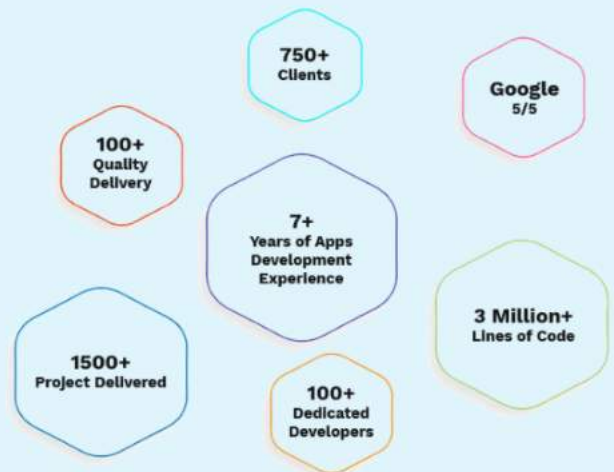 750+
Clients
Google
5/5
100+
Quality
Delivery
7+
Years of Apps
Development
Experience
3 Million+
Lines of Code
1500+
Project Delivered
100+
Dedicated
Developers